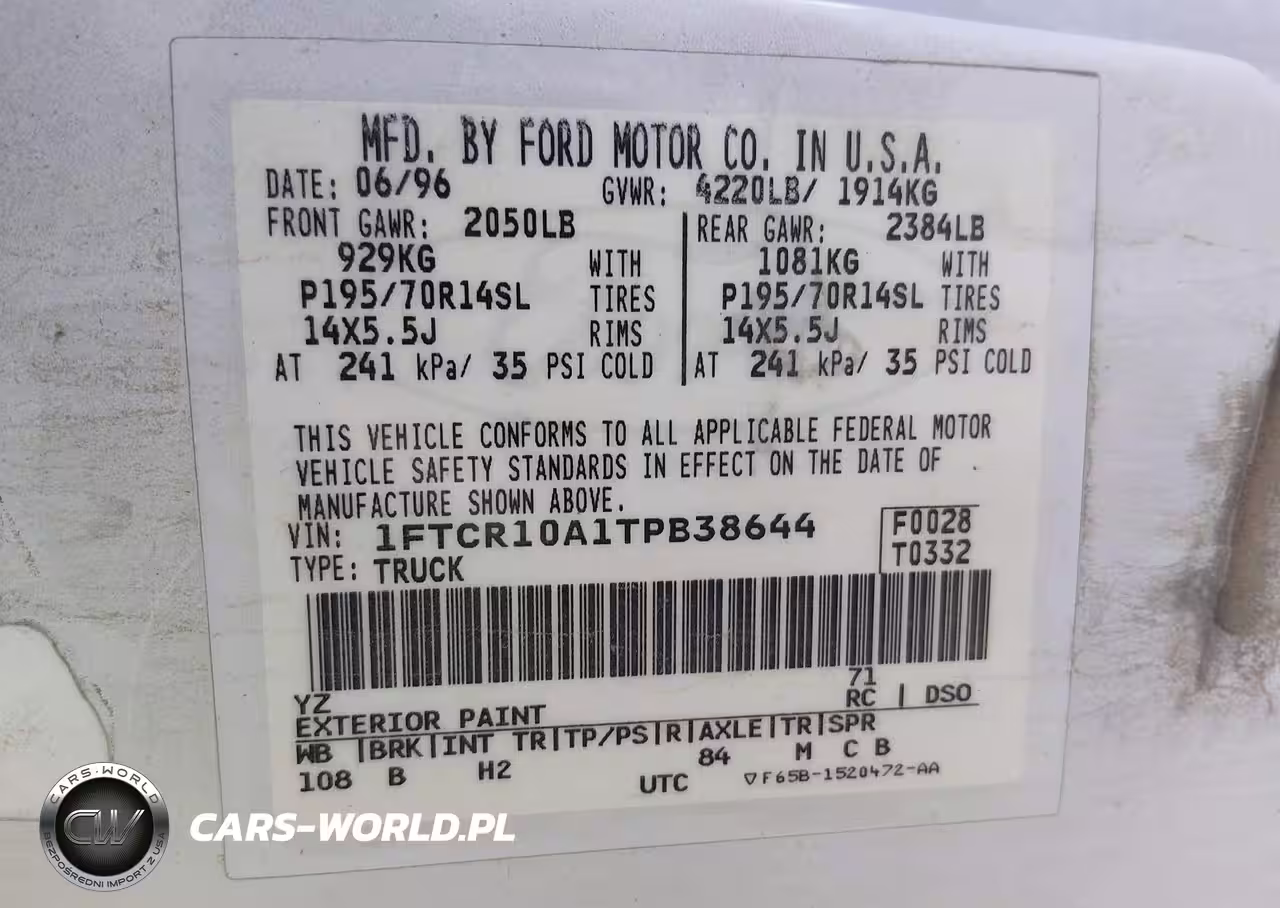 MFD. BY FORD MOTOR CO. IN U.S.A.
DATE: 06/96 GVWR: 4220LB/ 1914KG
FRONT GAWR: 2050LB REAR GAWR: 2384LB
929KG WITH 1081KG WITH
P195/70R14SL TIRES P195/70R14SL TIRES
14X5.5J RIMS 14X5.5J RIMS
AT 241 kPa/ 35 PSI COLD AT 241 kPa/ 35 PSI COLD
THIS VEHICLE CONFORMS TO ALL APPLICABLE FEDERAL MOTOR
VEHICLE SAFETY STANDARDS IN EFFECT ON THE DATE OF
MANUFACTURE SHOWN ABOVE.
VIN: 1FTCR10A1TPB38644 F0028
TYPE: TRUCK T0332
YZ 71
EXTERIOR PAINT RC | DSO
WB |BRK|INT TR|TP/PS|R|AXLE|TR|SPR
108 B H2 84 M C B
UTC ▽F65B-1520472-AA
CARS-WORLD
CW
BEZPOŚREDNI IMPORT Z USA
CARS-WORLD.PL